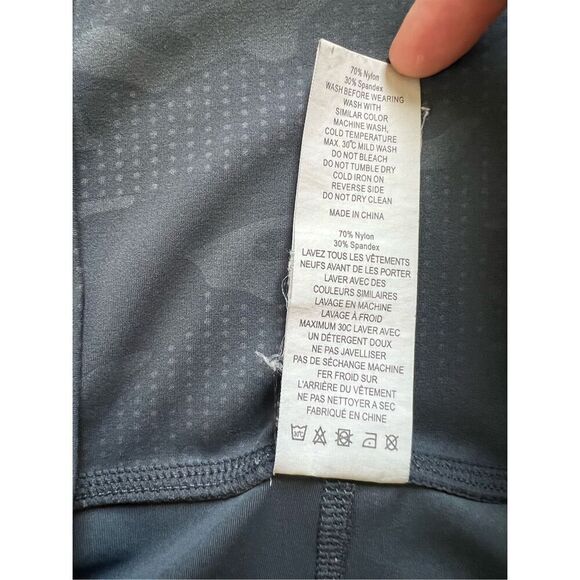 70% Nylon
30% Spandex
WASH BEFORE WEARING
WASH WITH
SIMILAR COLOR
MACHINE WASH,
COLD TEMPERATURE
MAX. 30℃ MILD WASH
DO NOT BLEACH
DO NOT TUMBLE DRY
COLD IRON ON
REVERSE SIDE
DO NOT DRY CLEAN
MADE IN CHINA
70% Nylon
30% Spandex
LAVEZ TOUS LES VÊTEMENTS
NEUFS AVANT DE LES PORTER
LAVER AVEC DES
COULEURS SIMILAIRES
LAVAGE EN MACHINE
LAVAGE À FROID
MAXIMUM 30C LAVER AVEC
UN DÉTERGENT DOUX
NE PAS JAVELLISER
PAS DE SÉCHANGE MACHINE
FER FROID SUR
L'ARRIÈRE DU VÊTEMENT
NE PAS NETTOYER A SEC
FABRIQUÉ EN CHINE
30℃